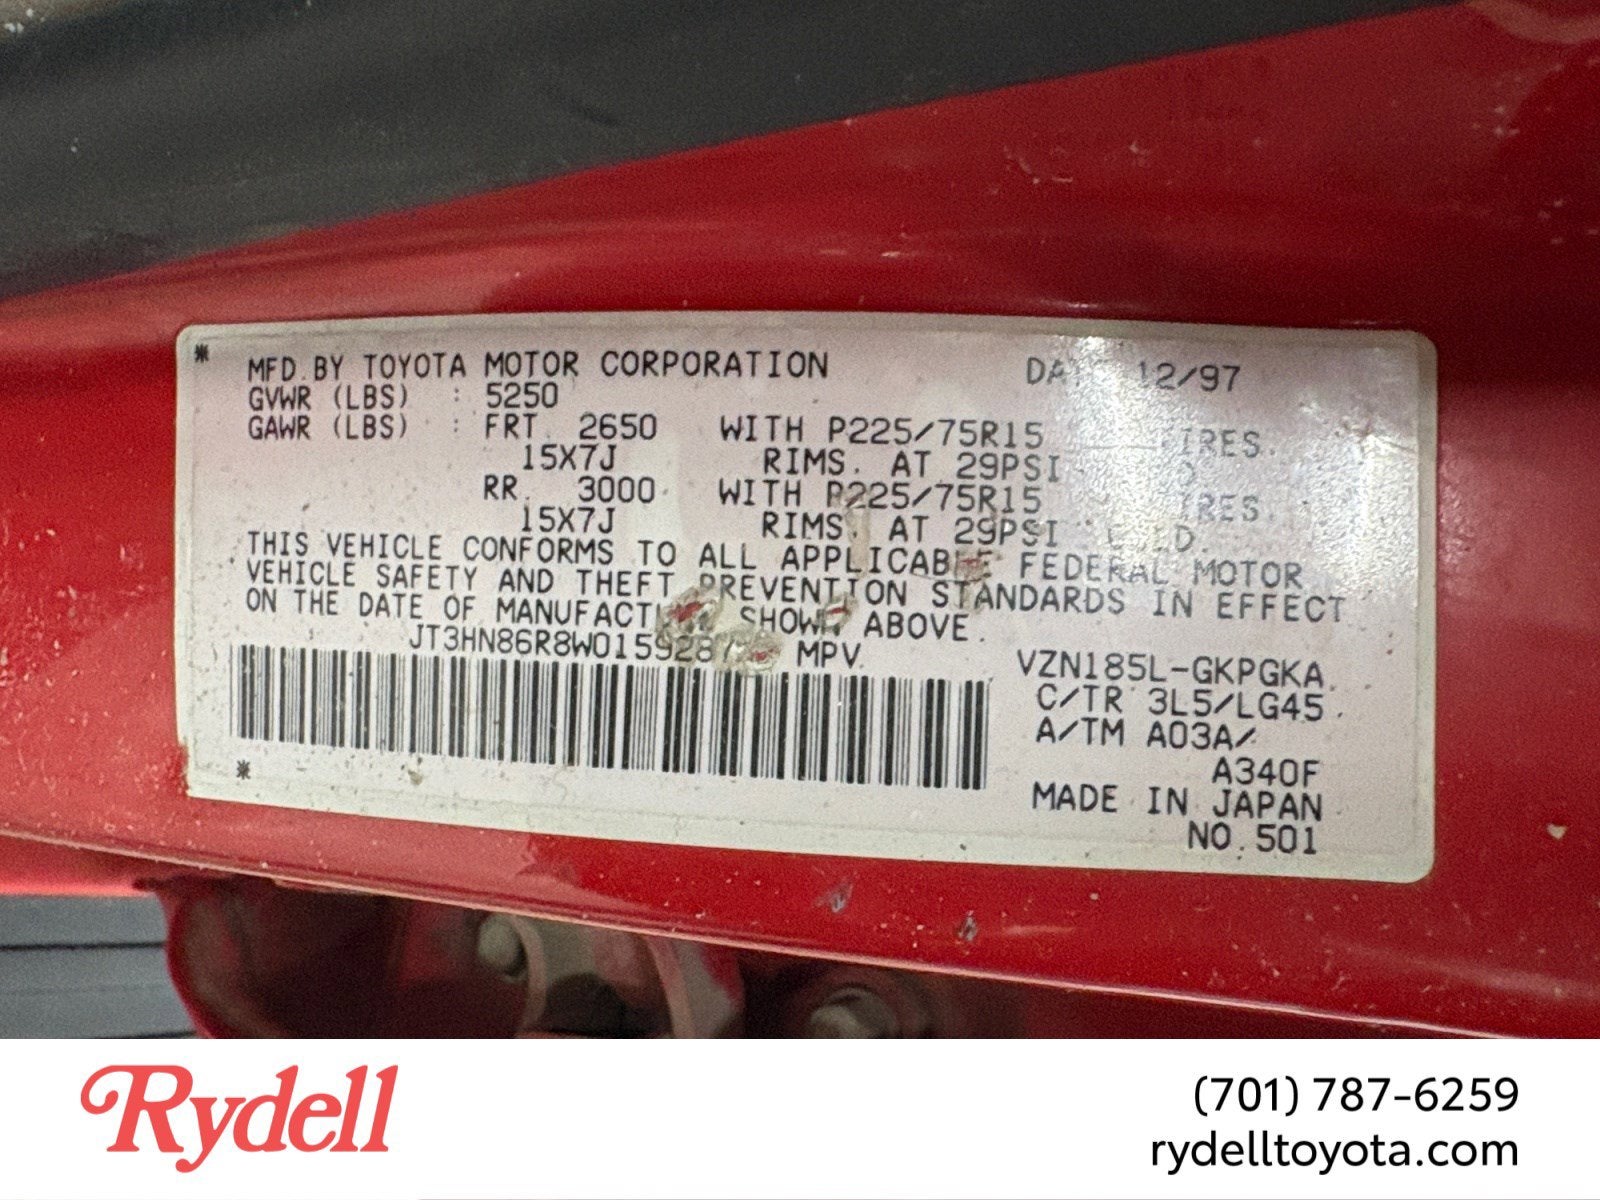 MFD. BY TOYOTA MOTOR CORPORATION 12/97
GVWR (LBS) : 5250
GAWR (LBS) : FRT. 2650 WITH P225/75R15
15X7J RIMS. AT 29PSI
RR. 3000 WITH P225/75R15
15X7J RIMS. AT 29PSI
THIS VEHICLE CONFORMS TO ALL APPLICABLE FEDERAL MOTOR
VEHICLE SAFETY AND THEFT PREVENTION STANDARDS IN EFFECT
ON THE DATE OF SHOWN ABOVE.
MPV. VZN185L-GKPGKA
C/TR 3L5/LG45
A/TM A03A/
A340F
MADE IN JAPAN
NO.501
Rydell
(701) 787-6259
rydelltoyota.com